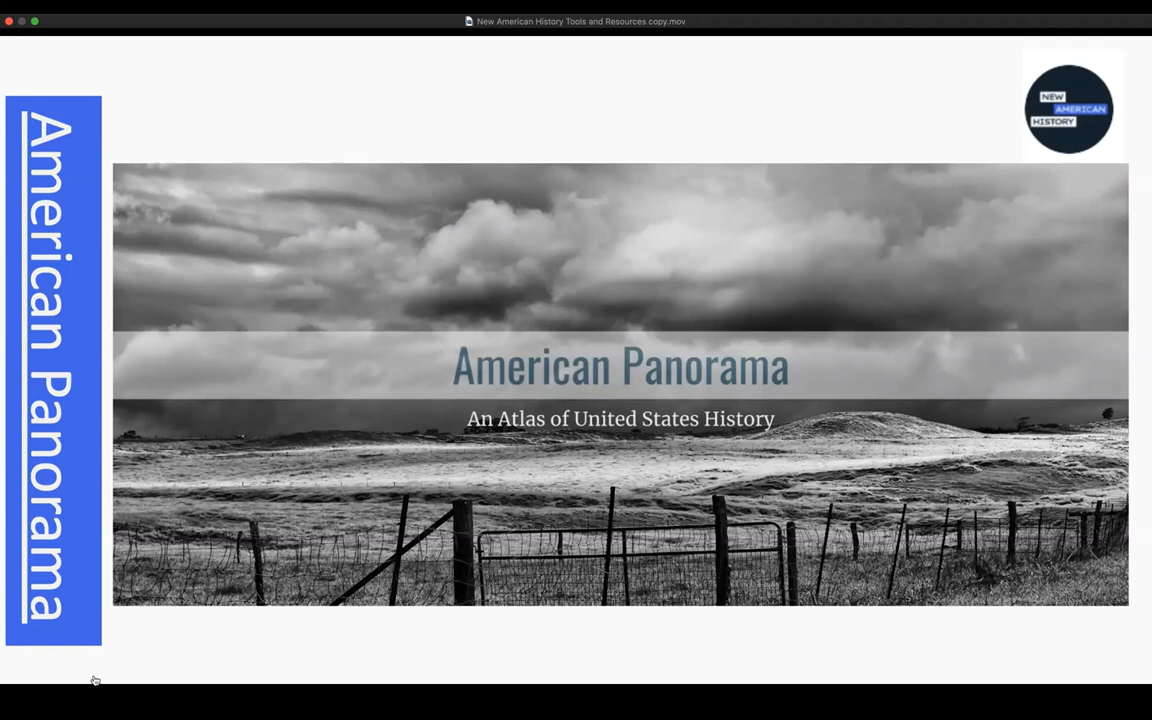 New American History Tools and Resources copy.mov
NEW
AMERICAN
HISTORY
American Panorama
American Panorama
An Atlas of United States History